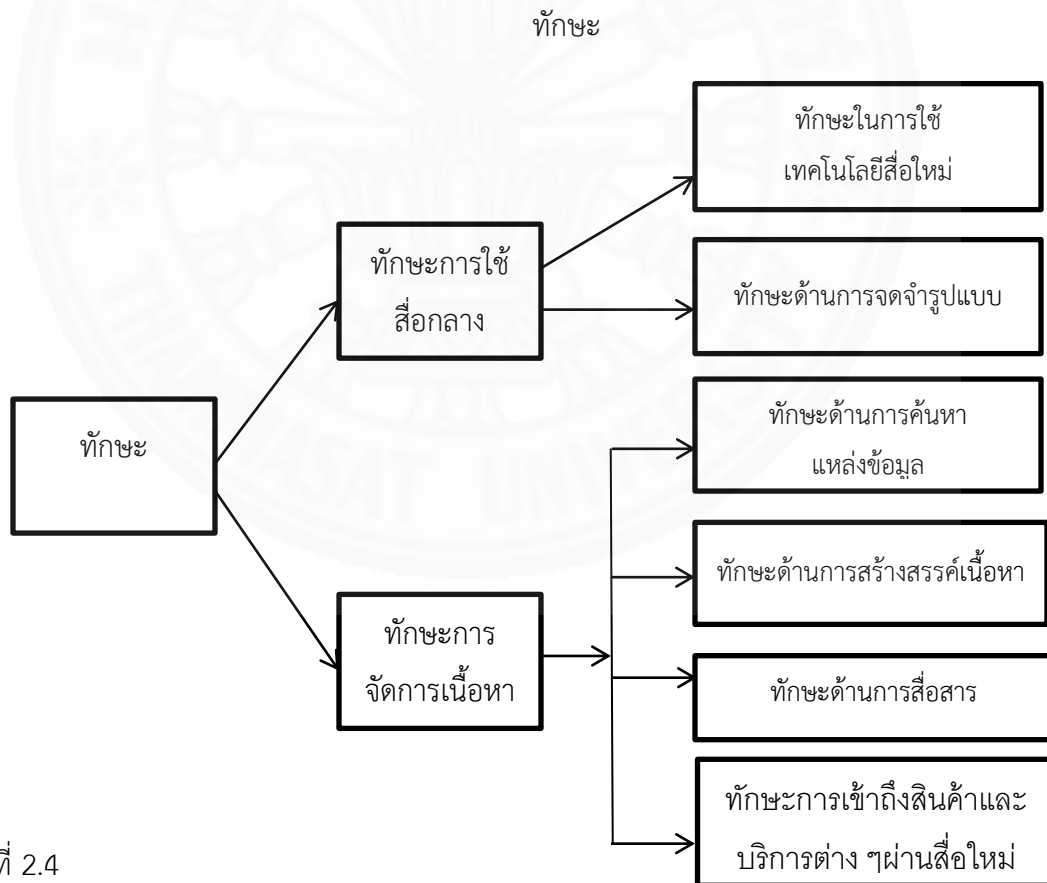 ทักษะ
ทักษะ
ทักษะการใช้
สื่อกลาง
ทักษะการ
จัดการเนื้อหา
ทักษะในการใช้
เทคโนโลยีสื่อใหม่
ทักษะด้านการจดจำรูปแบบ
ทักษะด้านการค้นหา
แหล่งข้อมูล
ทักษะด้านการสร้างสรรค์เนื้อหา
ทักษะด้านการสื่อสาร
ทักษะการเข้าถึงสินค้าและ
บริการต่าง ๆผ่านสื่อใหม่
ที่ 2.4
THAMMASAT UNIVERSITY